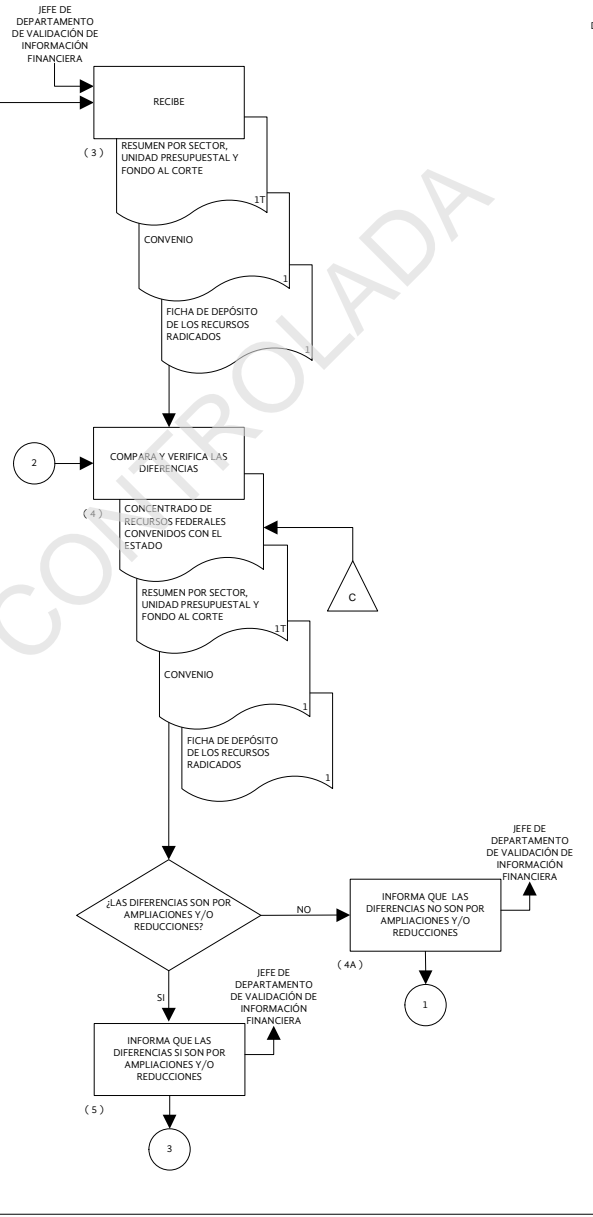 JEFE DE
DEPARTAMENTO
DE VALIDACIÓN DE
INFORMACIÓN
FINANCIERA
RECIBE
( 3 )
RESUMEN POR SECTOR,
UNIDAD PRESUPUESTAL Y
FONDO AL CORTE
1T
CONVENIO
1
FICHA DE DEPÓSITO
DE LOS RECURSOS
RADICADOS
1
2
COMPARA Y VERIFICA LAS
DIFERENCIAS
( 4 )
CONCENTRADO DE
RECURSOS FEDERALES
CONVENIDOS CON EL
ESTADO
C
RESUMEN POR SECTOR,
UNIDAD PRESUPUESTAL Y
FONDO AL CORTE
1T
CONVENIO
1
FICHA DE DEPÓSITO
DE LOS RECURSOS
RADICADOS
1
¿LAS DIFERENCIAS SON POR
AMPLIACIONES Y/O
REDUCCIONES?
NO
JEFE DE
DEPARTAMENTO
DE VALIDACIÓN DE
INFORMACIÓN
FINANCIERA
INFORMA QUE LAS
DIFERENCIAS NO SON POR
AMPLIACIONES Y/O
REDUCCIONES
( 4A )
1
SI
JEFE DE
DEPARTAMENTO
DE VALIDACIÓN DE
INFORMACIÓN
FINANCIERA
INFORMA QUE LAS
DIFERENCIAS SI SON POR
AMPLIACIONES Y/O
REDUCCIONES
( 5 )
3
CONTROLADA